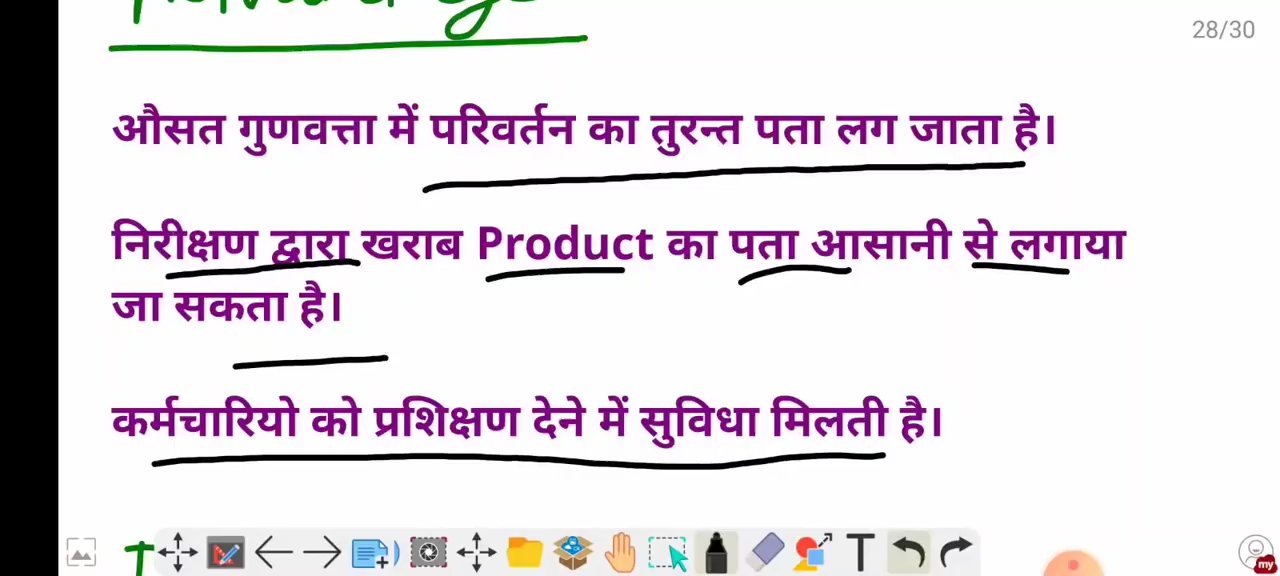 28/30
औसत गुणवत्ता में परिवर्तन का तुरन्त पता लग जाता है।
निरीक्षण द्वारा खराब Product का पता आसानी से लगाया
जा सकता है।
कर्मचारियो को प्रशिक्षण देने में सुविधा मिलती है।
T
my